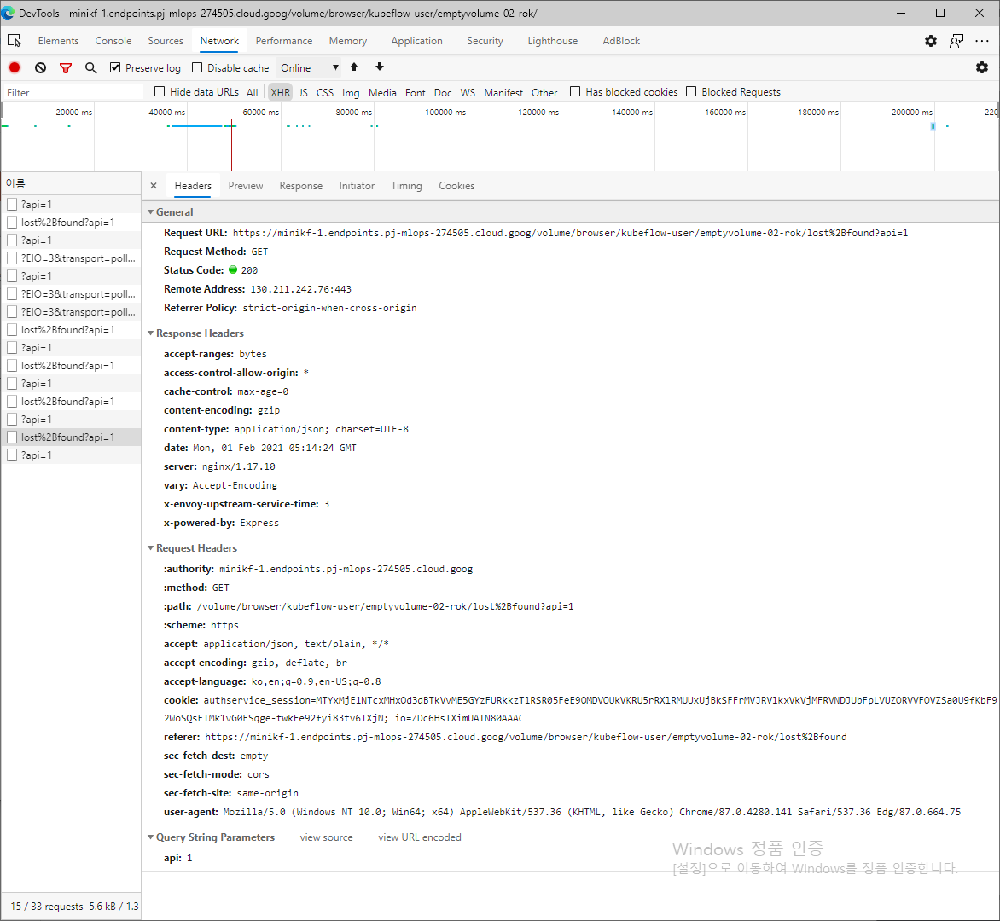 DevTools - minikf-1.endpoints.pj-mlops-274505.cloud.goog/volume/browser/kubeflow-user/emptyvolume-02-rok/
Elements Console Sources Network Performance Memory Application Security Lighthouse AdBlock
Preserve log Disable cache Online
Filter Hide data URLs All XHR JS CSS Img Media Font Doc WS Manifest Other Has blocked cookies Blocked Requests
20000 ms 40000 ms 60000 ms 80000 ms 100000 ms 120000 ms 140000 ms 160000 ms 180000 ms 200000 ms
이름
?api=1
lost%2Bfound?api=1
?api=1
?EIO=3&transport=poll...
?api=1
?EIO=3&transport=poll...
?EIO=3&transport=poll...
lost%2Bfound?api=1
?api=1
lost%2Bfound?api=1
?api=1
lost%2Bfound?api=1
?api=1
lost%2Bfound?api=1
?api=1
15 / 33 requests 5.6 kB / 1.3
Headers Preview Response Initiator Timing Cookies
General
Request URL: https://minikf-1.endpoints.pj-mlops-274505.cloud.goog/volume/browser/kubeflow-user/emptyvolume-02-rok/lost%2Bfound?api=1
Request Method: GET
Status Code: 200
Remote Address: 130.211.242.76:443
Referrer Policy: strict-origin-when-cross-origin
Response Headers
accept-ranges: bytes
access-control-allow-origin: *
cache-control: max-age=0
content-encoding: gzip
content-type: application/json; charset=UTF-8
date: Mon, 01 Feb 2021 05:14:24 GMT
server: nginx/1.17.10
vary: Accept-Encoding
x-envoy-upstream-service-time: 3
x-powered-by: Express
Request Headers
:authority: minikf-1.endpoints.pj-mlops-274505.cloud.goog
:method: GET
:path: /volume/browser/kubeflow-user/emptyvolume-02-rok/lost%2Bfound?api=1
:scheme: https
accept: application/json, text/plain, */*
accept-encoding: gzip, deflate, br
accept-language: ko,en;q=0.9,en-US;q=0.8
cookie:
referer: https://minikf-1.endpoints.pj-mlops-274505.cloud.goog/volume/browser/kubeflow-user/emptyvolume-02-rok/lost%2Bfound
sec-fetch-dest: empty
sec-fetch-mode: cors
sec-fetch-site: same-origin
user-agent: Mozilla/5.0 (Windows NT 10.0; Win64; x64) AppleWebKit/537.36 (KHTML, like Gecko) Chrome/87.0.4280.141 Safari/537.36 Edg/87.0.664.75
Query String Parameters view source view URL encoded
api: 1
Windows 정품 인증
[설정]으로 이동하여 Windows를 정품 인증합니다.